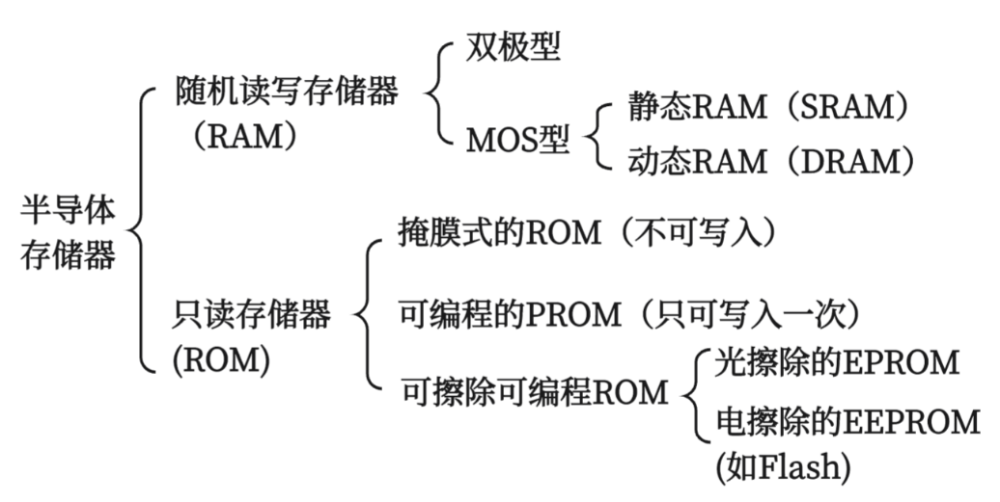 半导体
存储器
随机读写存储器
（RAM）
双极型
MOS型
静态RAM（SRAM）
动态RAM（DRAM）
只读存储器
(ROM)
掩膜式的ROM（不可写入）
可编程的PROM（只可写入一次）
可擦除可编程ROM
光擦除的EPROM
电擦除的EEPROM
(如Flash)